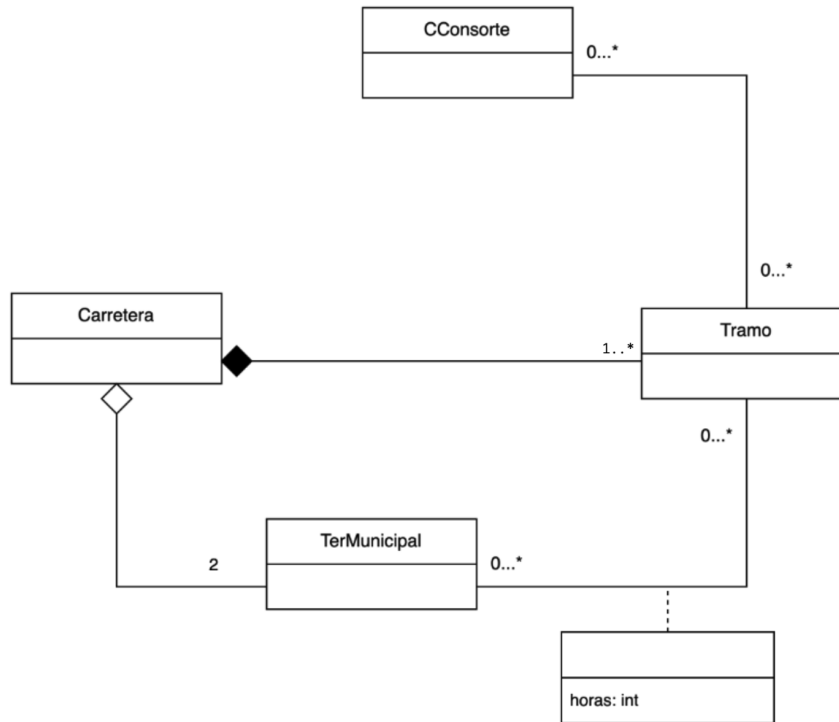 CConsorte
0...*
0...*
Carretera
Tramo
1..*
0...*
TerMunicipal
2
0...*
horas: int